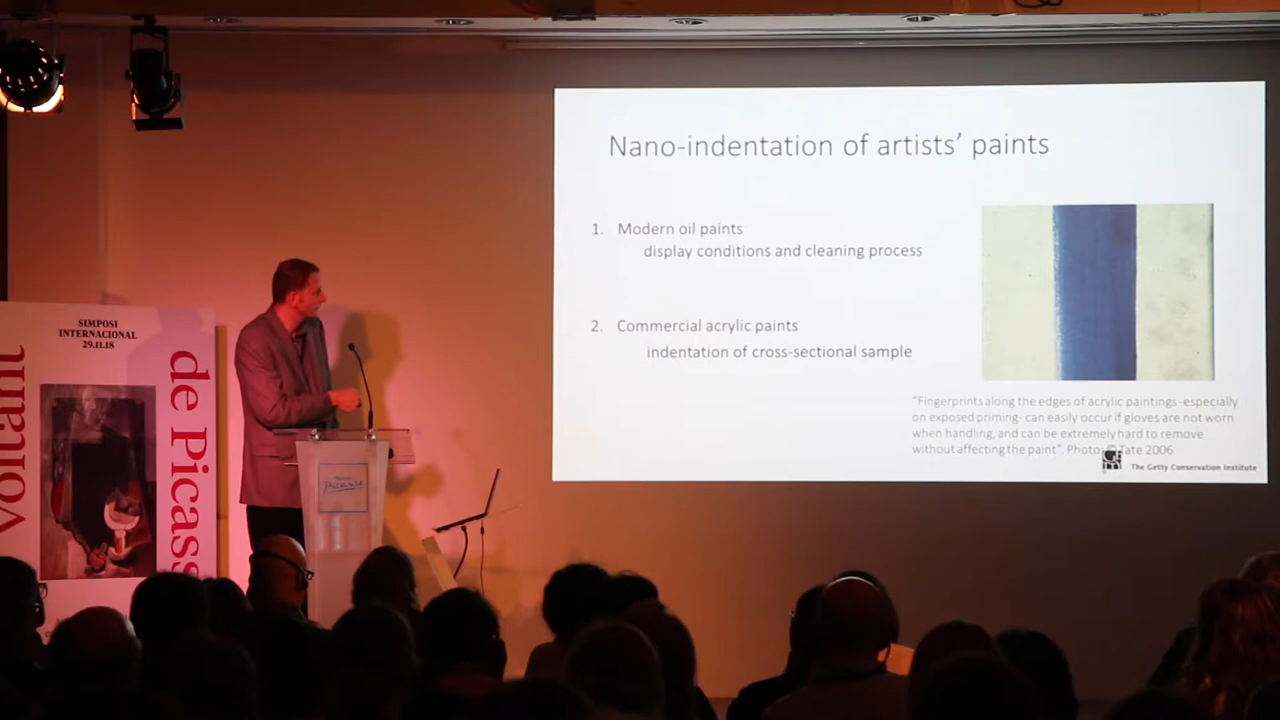 Nano-indentation of artists' paints
1. Modern oil paints
display conditions and cleaning process
2. Commercial acrylic paints
indentation of cross-sectional sample
"Fingerprints along the edges of acrylic paintings -especially
on exposed priming- can easily occur if gloves are not worn
when handling, and can be extremely hard to remove
without affecting the paint". Photo: © Tate 2006
The Getty Conservation Institute
SIMPOSI
INTERNACIONAL
29.11.18
voltant
de Picass